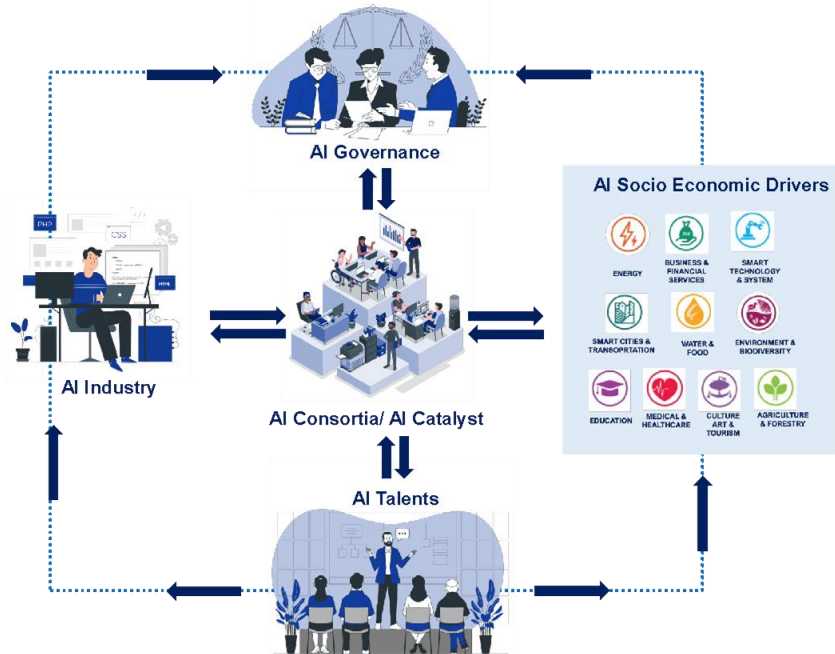 AI Governance
AI Socio Economic Drivers
ENERGY
BUSINESS &
FINANCIAL
SERVICES
SMART
TECHNOLOGY
& SYSTEM
SMART CITIES &
TRANSOPRTATION
WATER &
FOOD
ENVIRONMENT &
BIODIVERSITY
EDUCATION
MEDICAL &
HEALTHCARE
CULTURE
ART &
TOURISM
AGRICULTURE
& FORESTRY
PHP
CSS
HTML
AI Industry
AI Consortia/ AI Catalyst
AI Talents